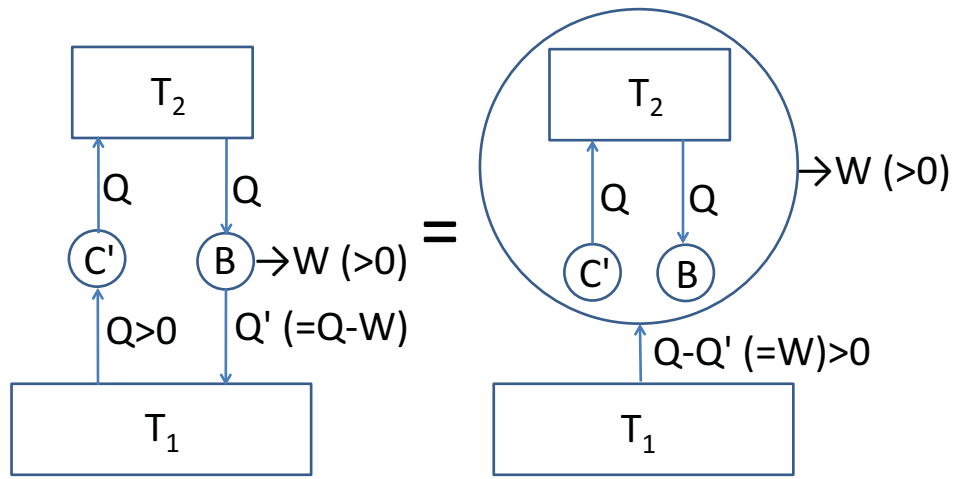 T₂
Q
Q
C'
B
→W (>0)
Q>0
Q' (=Q-W)
T₁
=
T₂
Q
Q
C'
B
→W (>0)
Q-Q' (=W)>0
T₁